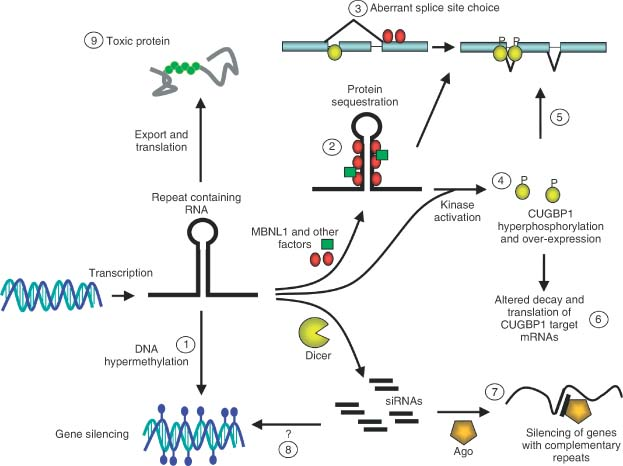 3 Aberrant splice site choice
9 Toxic protein
P P
Protein
sequestration
5
Export and
translation
2
4
P P
Repeat containing
RNA
Kinase
activation
CUGBP1
hyperphosphorylation
and over-expression
MBNL1 and other
factors
Transcription
Altered decay and
translation of
CUGBP1 target
mRNAs
6
1
DNA
hypermethylation
Dicer
7
siRNAs
Gene silencing
?
8
Ago
Silencing of genes
with complementary
repeats